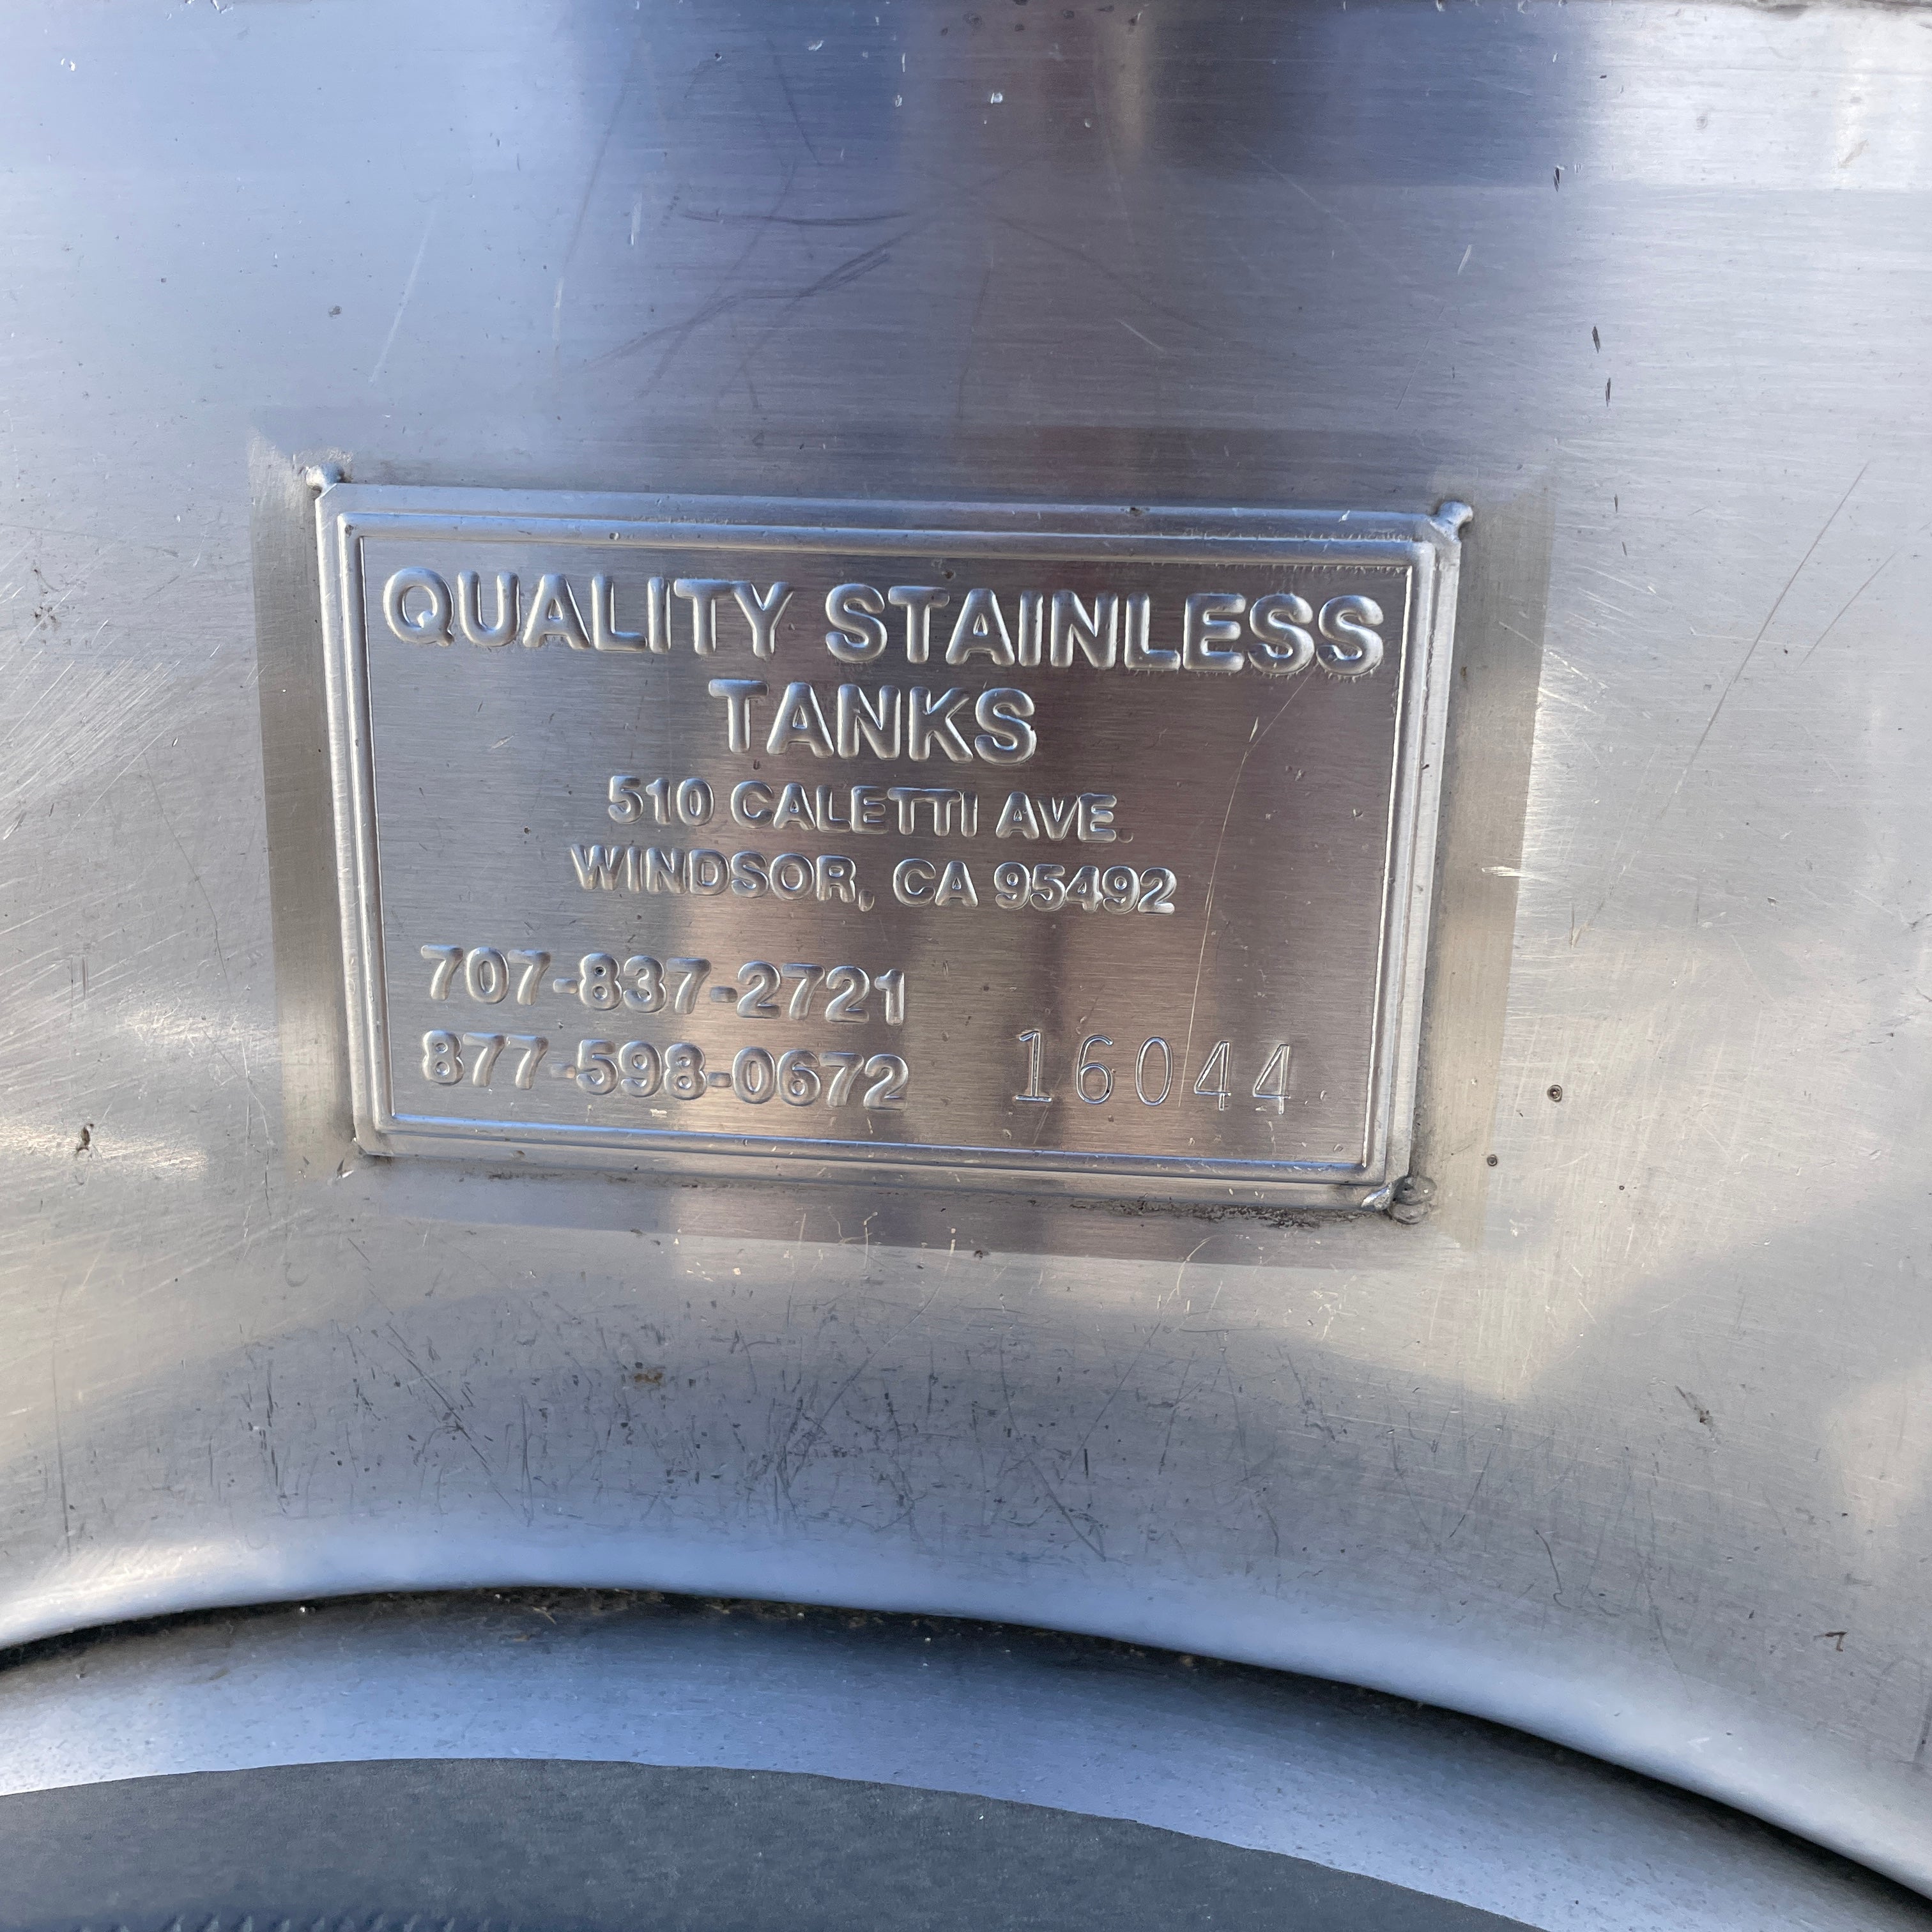 QUALITY STAINLESS
TANKS
510 CALETTI AVE.
WINDSOR, CA 95492
707-837-2721
877-598-0672 16044